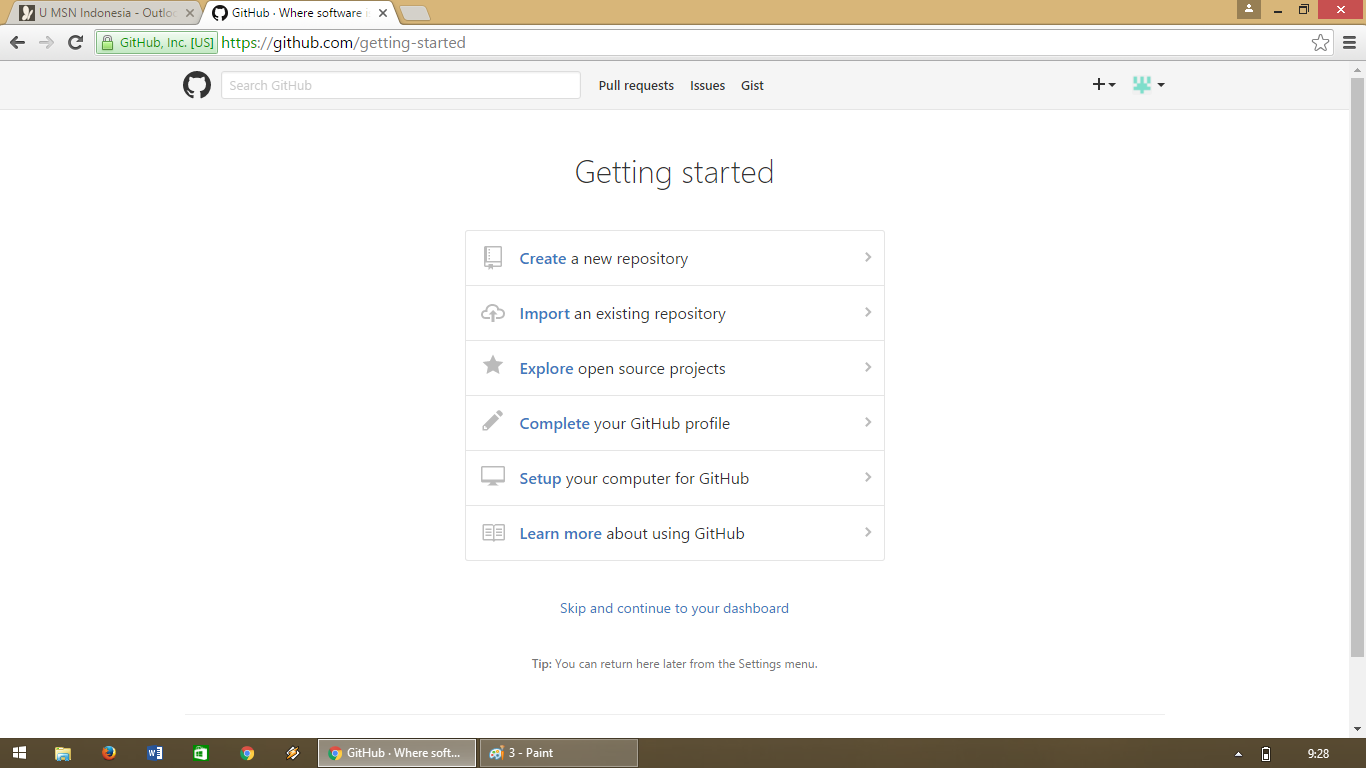 U MSN Indonesia - Outloo
GitHub · Where software i
GitHub, Inc. [US] https://github.com/getting-started
Search GitHub
Pull requests Issues Gist
Getting started
Create a new repository
Import an existing repository
Explore open source projects
Complete your GitHub profile
Setup your computer for GitHub
Learn more about using GitHub
Skip and continue to your dashboard
Tip: You can return here later from the Settings menu.
GitHub · Where soft...
3 - Paint
9:28